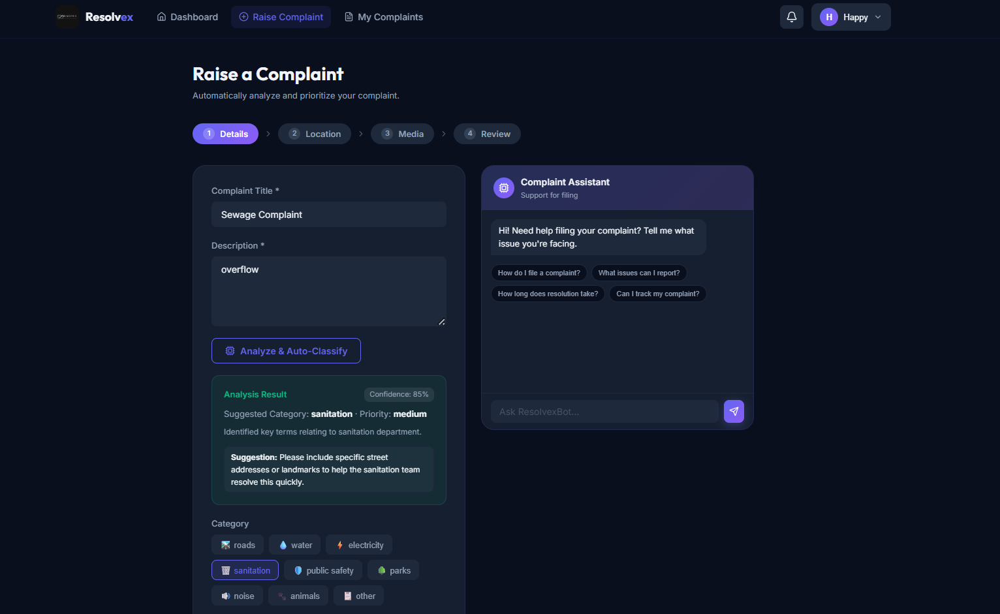 Resolvex
Dashboard
Raise Complaint
My Complaints
H
Happy
Raise a Complaint
Automatically analyze and prioritize your complaint.
1 Details
2 Location
3 Media
4 Review
Complaint Title *
Sewage Complaint
Description *
overflow
Analyze & Auto-Classify
Analysis Result
Confidence: 85%
Suggested Category: sanitation · Priority: medium
Identified key terms relating to sanitation department.
Suggestion: Please include specific street
addresses or landmarks to help the sanitation team
resolve this quickly.
Category
roads
water
electricity
sanitation
public safety
parks
noise
animals
other
Complaint Assistant
Support for filing
Hi! Need help filing your complaint? Tell me what
issue you're facing.
How do I file a complaint?
What issues can I report?
How long does resolution take?
Can I track my complaint?
Ask ResolvexBot...